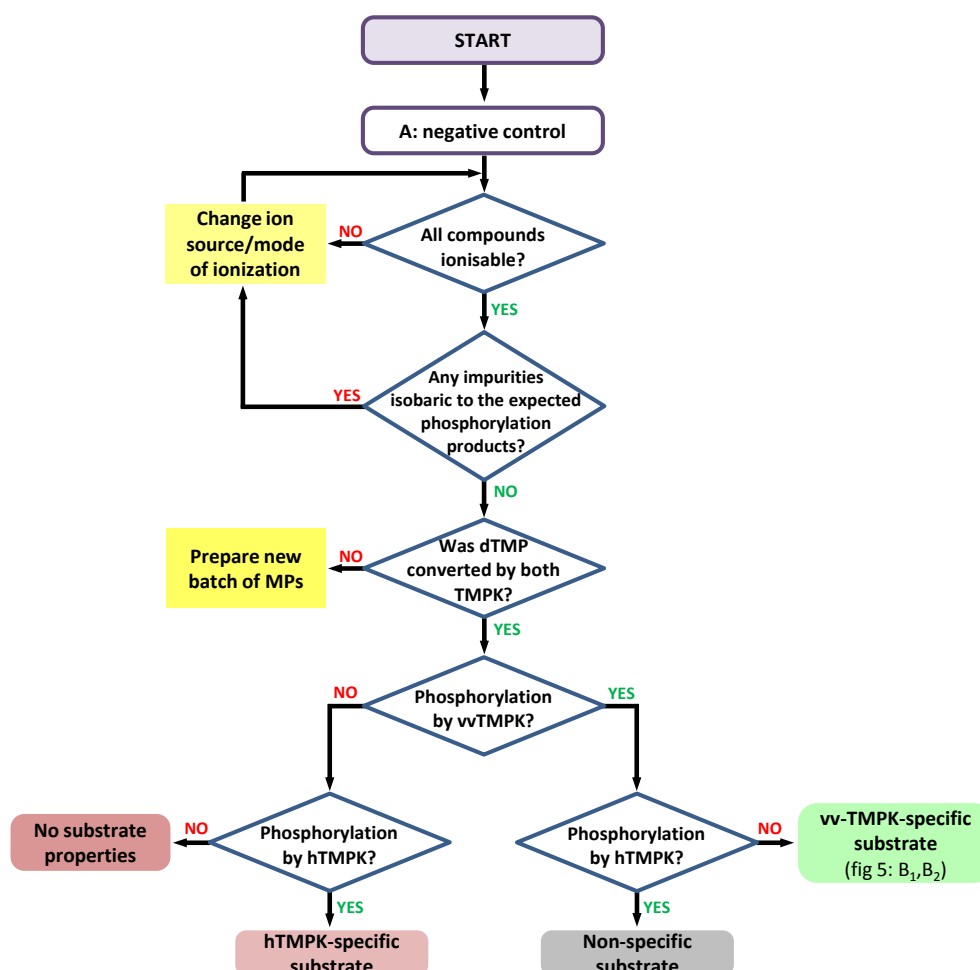 START
A: negative control
Change ion
source/mode
of ionization
NO
All compounds
ionisable?
YES
Any impurities
isobaric to the expected
phosphorylation
products?
YES
NO
Prepare new
batch of MPs
NO
Was dTMP
converted by both
TMPK?
YES
NO
Phosphorylation
by vvTMPK?
YES
No substrate
properties
NO
Phosphorylation
by hTMPK?
YES
Phosphorylation
by hTMPK?
NO
vv-TMPK-specific
substrate
(fig 5: B₁,B₂)
YES
hTMPK-specific
substrate
Non-specific
substrate